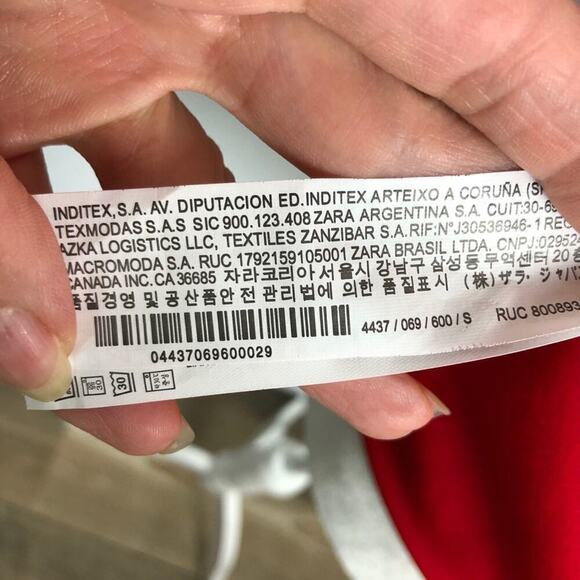 INDITEX, S.A. AV. DIPUTACION ED.INDITEX ARTEIXO A CORUÑA
TEXMODAS S.A.S SIC 900.123.408 ZARA ARGENTINA S.A. CUIT:30-
AZKA LOGISTICS LLC, TEXTILES ZANZIBAR S.A.RIF:N°J30536946-1
MACROMODA S.A. RUC 1792159105001 ZARA BRASIL LTDA. CNPJ:02952
CANADA INC. CA 36685 자라코리아 서울시 강남구 삼성동 무역센터 20
품질경영 및 공산품안전 관리법에 의한 품질표시 (株) ザラ・ジャパ
4437 / 069 / 600 / S RUC 800893
04437069600029
30 30